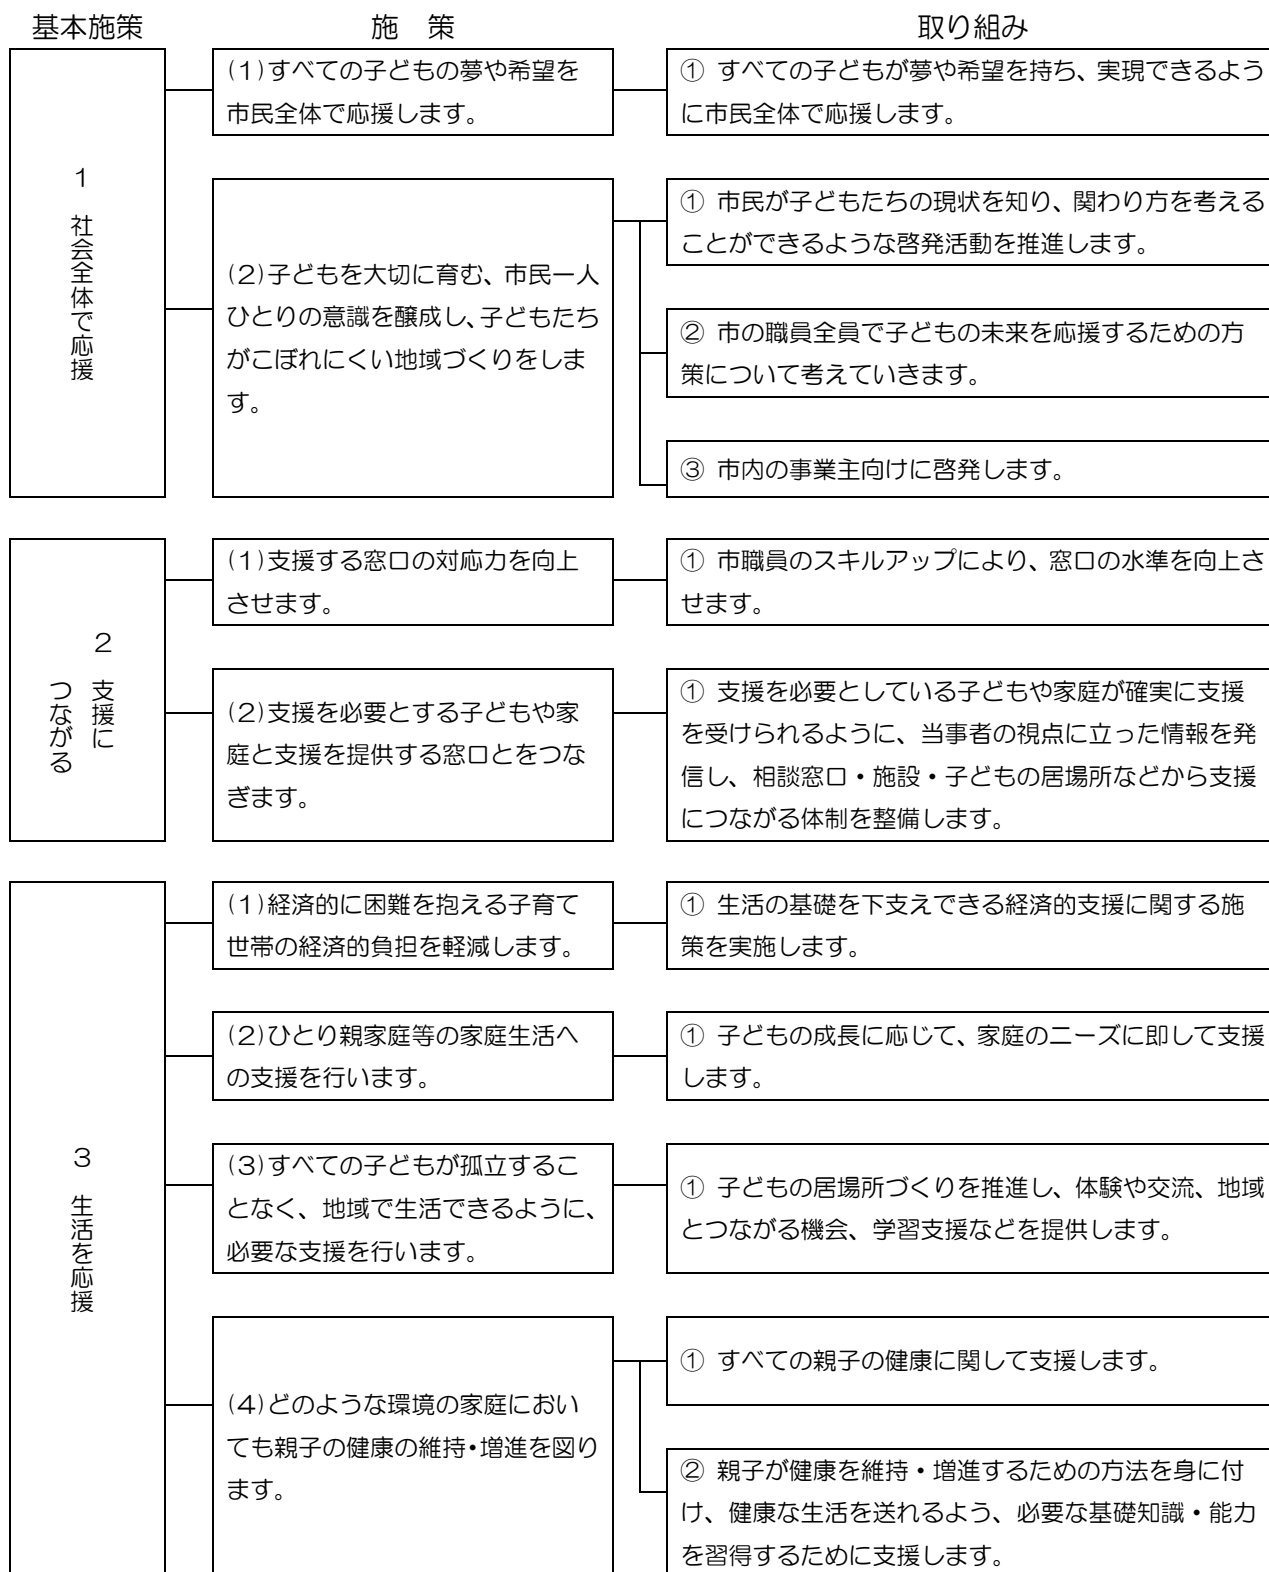 基本施策
施　策
取り組み
1　社会全体で応援
(1)すべての子どもの夢や希望を
市民全体で応援します。
① すべての子どもが夢や希望を持ち、実現できるよう
に市民全体で応援します。
(2)子どもを大切に育む、市民一人
ひとりの意識を醸成し、子どもたち
がこぼれにくい地域づくりをしま
す。
① 市民が子どもたちの現状を知り、関わり方を考える
ことができるような啓発活動を推進します。
② 市の職員全員で子どもの未来を応援するための方
策について考えていきます。
③ 市内の事業主向けに啓発します。
2　支援に
つながる
(1)支援する窓口の対応力を向上
させます。
① 市職員のスキルアップにより、窓口の水準を向上さ
せます。
(2)支援を必要とする子どもや家
庭と支援を提供する窓口とをつな
ぎます。
① 支援を必要としている子どもや家庭が確実に支援
を受けられるように、当事者の視点に立った情報を発
信し、相談窓口・施設・子どもの居場所などから支援
につながる体制を整備します。
3　生活を応援
(1)経済的に困難を抱える子育て
世帯の経済的負担を軽減します。
① 生活の基礎を下支えできる経済的支援に関する施
策を実施します。
(2)ひとり親家庭等の家庭生活へ
の支援を行います。
① 子どもの成長に応じて、家庭のニーズに即して支援
します。
(3)すべての子どもが孤立するこ
となく、地域で生活できるように、
必要な支援を行います。
① 子どもの居場所づくりを推進し、体験や交流、地域
とつながる機会、学習支援などを提供します。
(4)どのような環境の家庭におい
ても親子の健康の維持・増進を図り
ます。
① すべての親子の健康に関して支援します。
② 親子が健康を維持・増進するための方法を身に付
け、健康な生活を送れるよう、必要な基礎知識・能力
を習得するために支援します。